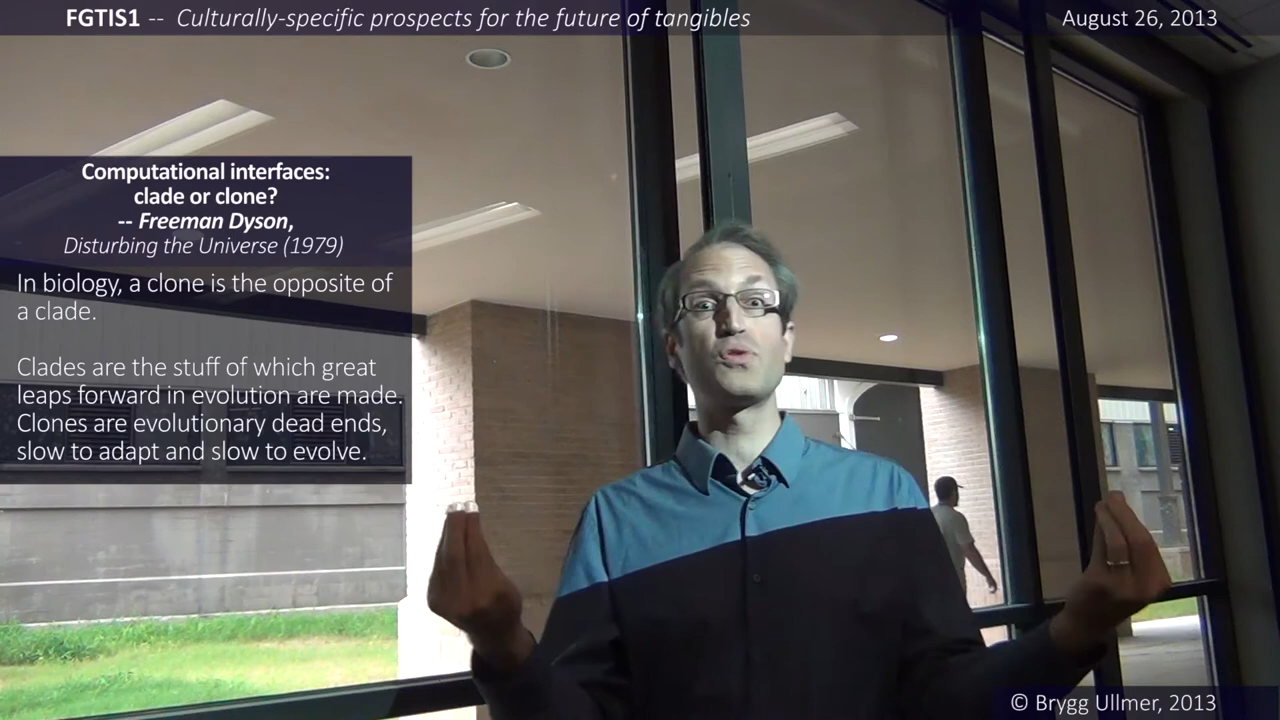 FGTIS1 -- Culturally-specific prospects for the future of tangibles
August 26, 2013
Computational interfaces:
clade or clone?
-- Freeman Dyson,
Disturbing the Universe (1979)
In biology, a clone is the opposite of
a clade.
Clades are the stuff of which great
leaps forward in evolution are made.
Clones are evolutionary dead ends,
slow to adapt and slow to evolve.
© Brygg Ullmer, 2013